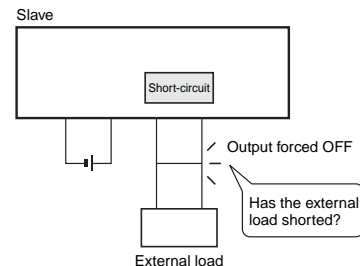 Slave
Short-circuit
Output forced OFF
Has the external
load shorted?
External load